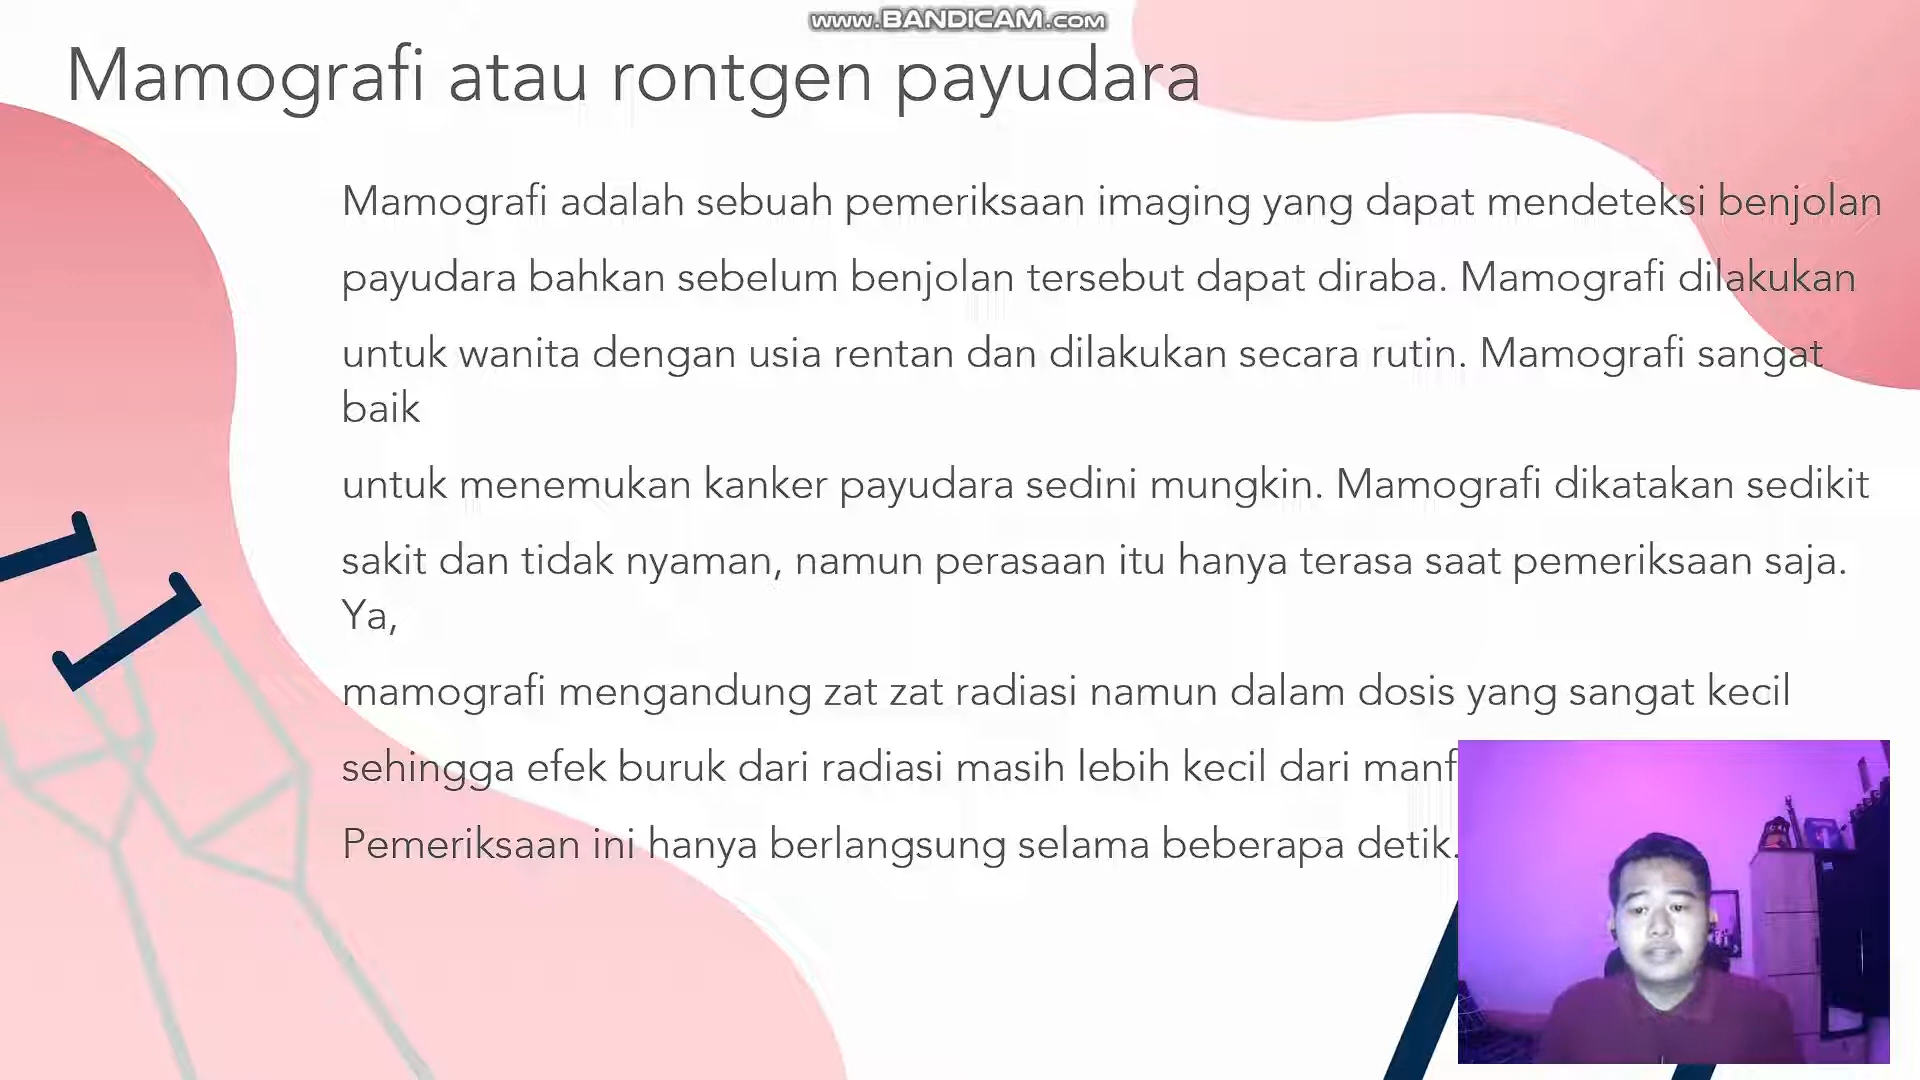 www.BANDICAM.com
Mamografi atau rontgen payudara
Mamografi adalah sebuah pemeriksaan imaging yang dapat mendeteksi benjolan
payudara bahkan sebelum benjolan tersebut dapat diraba. Mamografi dilakukan
untuk wanita dengan usia rentan dan dilakukan secara rutin. Mamografi sangat
baik
untuk menemukan kanker payudara sedini mungkin. Mamografi dikatakan sedikit
sakit dan tidak nyaman, namun perasaan itu hanya terasa saat pemeriksaan saja.
Ya,
mamografi mengandung zat zat radiasi namun dalam dosis yang sangat kecil
sehingga efek buruk dari radiasi masih lebih kecil dari
Pemeriksaan ini hanya berlangsung selama beberapa detik.